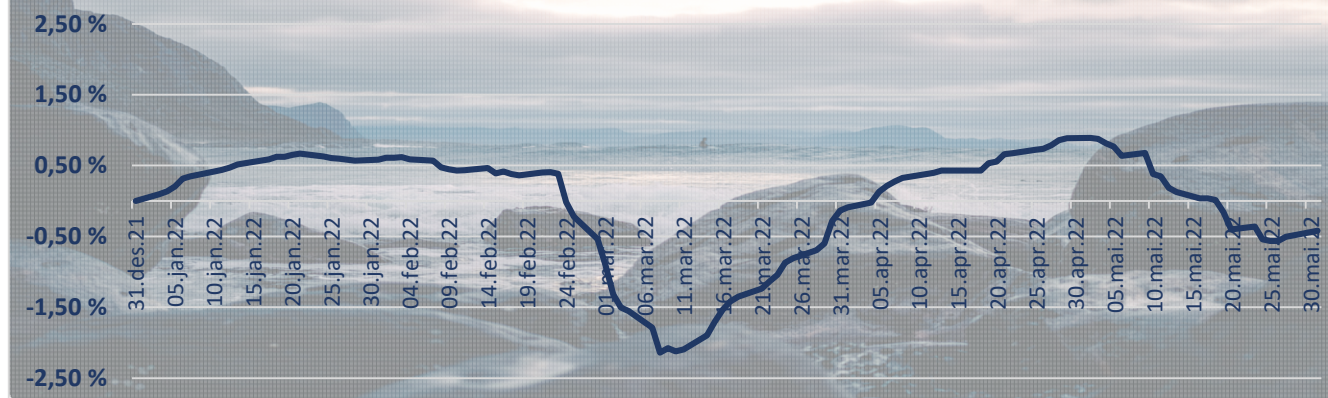 2,50 %
1,50 %
0,50 %
-0,50 %
-1,50 %
-2,50 %
31.des.21
05.jan.22
10.jan.22
15.jan.22
20.jan.22
25.jan.22
30.jan.22
04.feb.22
09.feb.22
14.feb.22
19.feb.22
24.feb.22
01.mar.22
06.mar.22
11.mar.22
16.mar.22
21.mar.22
26.mar.22
31.mar.22
05.apr.22
10.apr.22
15.apr.22
20.apr.22
25.apr.22
30.apr.22
05.mai.22
10.mai.22
15.mai.22
20.mai.22
25.mai.22
30.mai.22